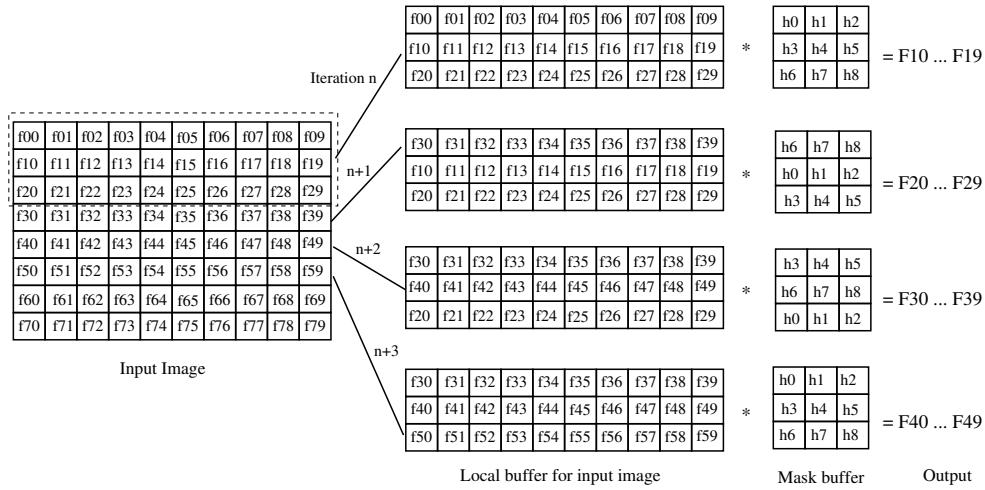 f00 f01 f02 f03 f04 f05 f06 f07 f08 f09
f10 f11 f12 f13 f14 f15 f16 f17 f18 f19
f20 f21 f22 f23 f24 f25 f26 f27 f28 f29
*
h0 h1 h2
h3 h4 h5
h6 h7 h8
= F10 ... F19
Iteration n
f00 f01 f02 f03 f04 f05 f06 f07 f08 f09
f10 f11 f12 f13 f14 f15 f16 f17 f18 f19
f20 f21 f22 f23 f24 f25 f26 f27 f28 f29
f30 f31 f32 f33 f34 f35 f36 f37 f38 f39
f40 f41 f42 f43 f44 f45 f46 f47 f48 f49
f50 f51 f52 f53 f54 f55 f56 f57 f58 f59
f60 f61 f62 f63 f64 f65 f66 f67 f68 f69
f70 f71 f72 f73 f74 f75 f76 f77 f78 f79
Input Image
n+1
f30 f31 f32 f33 f34 f35 f36 f37 f38 f39
f10 f11 f12 f13 f14 f15 f16 f17 f18 f19
f20 f21 f22 f23 f24 f25 f26 f27 f28 f29
*
h6 h7 h8
h0 h1 h2
h3 h4 h5
= F20 ... F29
n+2
f30 f31 f32 f33 f34 f35 f36 f37 f38 f39
f40 f41 f42 f43 f44 f45 f46 f47 f48 f49
f20 f21 f22 f23 f24 f25 f26 f27 f28 f29
*
h3 h4 h5
h6 h7 h8
h0 h1 h2
= F30 ... F39
n+3
f30 f31 f32 f33 f34 f35 f36 f37 f38 f39
f40 f41 f42 f43 f44 f45 f46 f47 f48 f49
f50 f51 f52 f53 f54 f55 f56 f57 f58 f59
*
h0 h1 h2
h3 h4 h5
h6 h7 h8
= F40 ... F49
Local buffer for input image
Mask buffer
Output